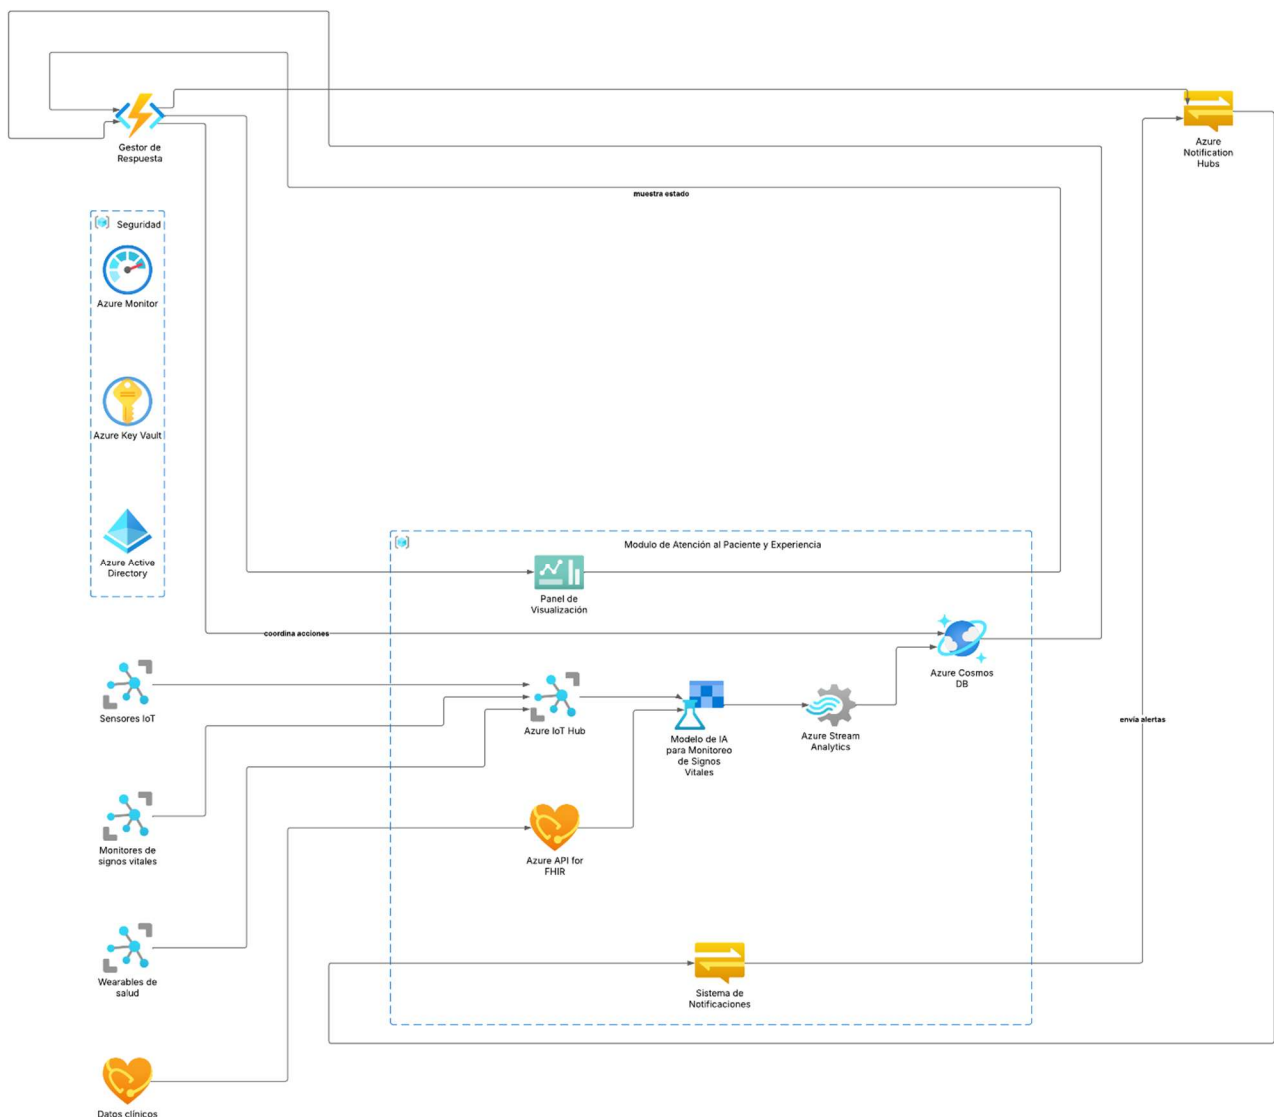 Gestor de
Respuesta
Azure
Notification
Hubs
muestra estado
Seguridad
Azure Monitor
Azure Key Vault
Azure Active
Directory
Modulo de Atención al Paciente y Experiencia
Panel de
Visualización
coordina acciones
Azure Cosmos
DB
Sensores IoT
Azure IoT Hub
Modelo de IA
para Monitoreo
de Signos
Vitales
Azure Stream
Analytics
envía alertas
Monitores de
signos vitales
Azure API for
FHIR
Wearables de
salud
Sistema de
Notificaciones
Datos clínicos